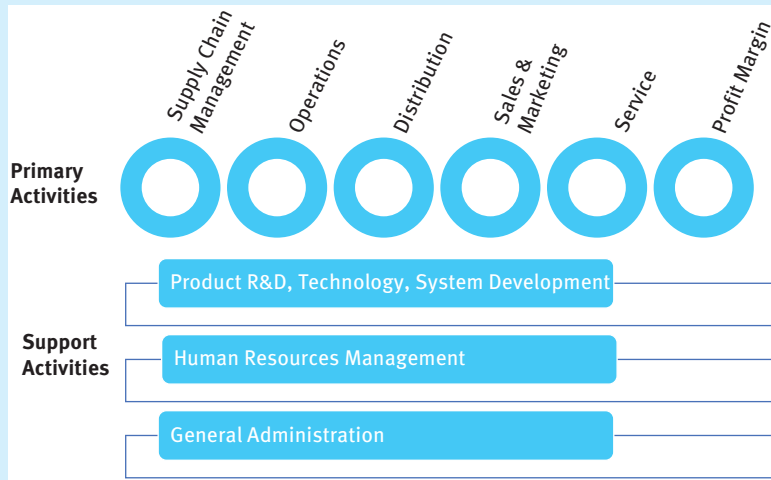 Supply Chain
Management
Operations
Distribution
Sales &
Marketing
Service
Profit Margin
Primary
Activities
Product R&D, Technology, System Development
Support
Activities
Human Resources Management
General Administration